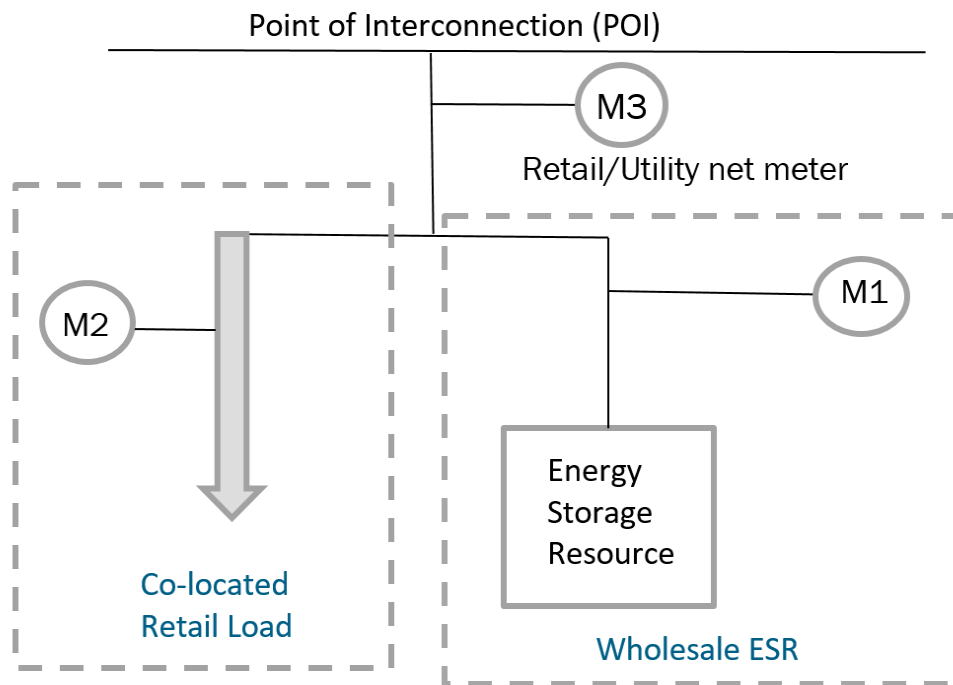 Point of Interconnection (POI)
M3
Retail/Utility net meter
M2
M1
Energy
Storage
Resource
Co-located
Retail Load
Wholesale ESR